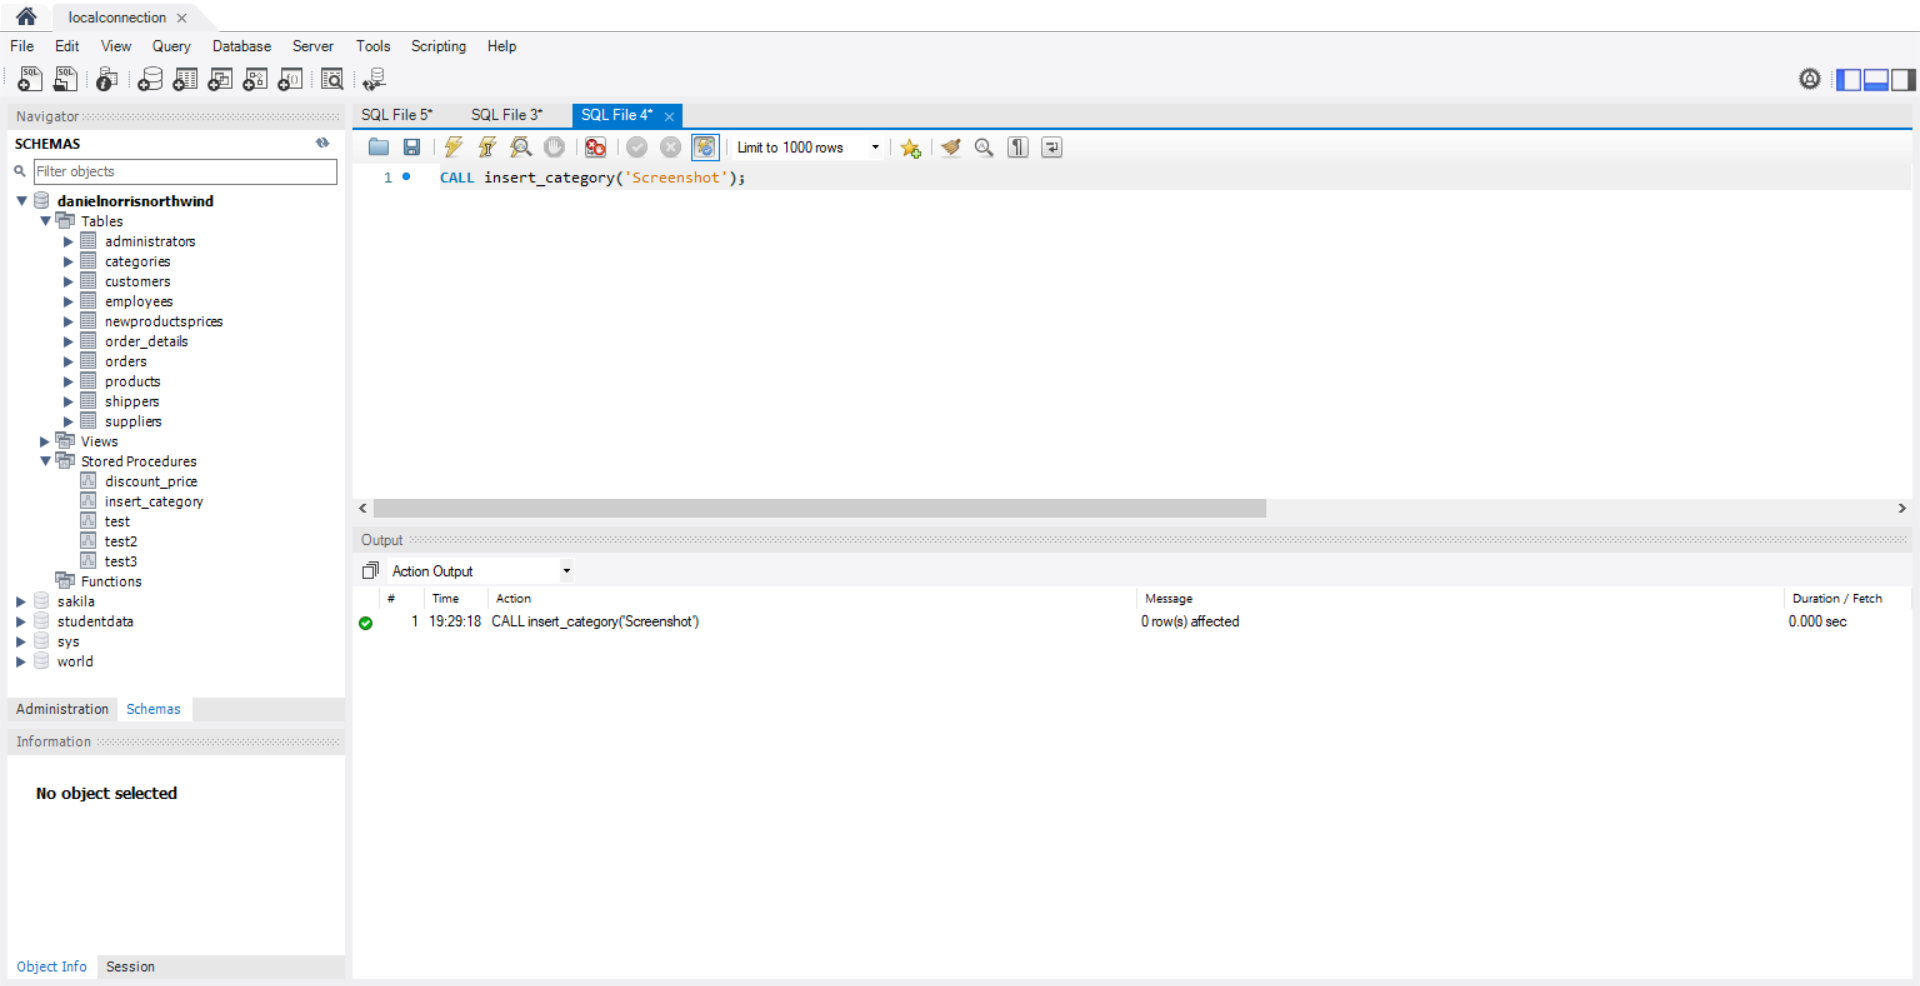 localconnection
File Edit View Query Database Server Tools Scripting Help
Navigator
SCHEMAS
Filter objects
danielnorrisnorthwind
Tables
administrators
categories
customers
employees
newproductsprices
order_details
orders
products
shippers
suppliers
Views
Stored Procedures
discount_price
insert_category
test
test2
test3
Functions
sakila
studentdata
sys
world
Administration Schemas
Information
No object selected
Object Info Session
SQL File 5* SQL File 3* SQL File 4*
Limit to 1000 rows
1 CALL insert_category('Screenshot');
Output
Action Output
# Time Action Message Duration / Fetch
1 19:29:18 CALL insert_category('Screenshot') 0 row(s) affected 0.000 sec